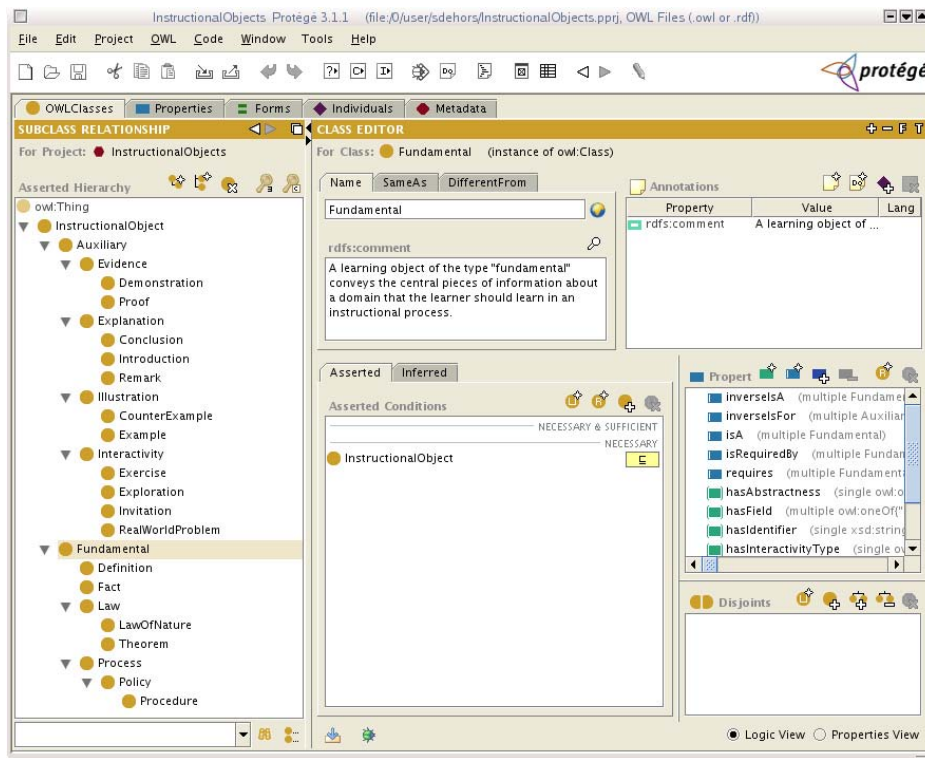 InstructionalObjects Protégé 3.1.1 (file:/0/user/sdehors/InstructionalObjects.pprj, OWL Files (.owl or .rdf))
File Edit Project OWL Code Window Tools Help
protégé
OWLClasses Properties Forms Individuals Metadata
SUBCLASS RELATIONSHIP
For Project: InstructionalObjects
Asserted Hierarchy
owl:Thing
InstructionalObject
Auxiliary
Evidence
Demonstration
Proof
Explanation
Conclusion
Introduction
Remark
Illustration
CounterExample
Example
Interactivity
Exercise
Exploration
Invitation
RealWorldProblem
Fundamental
Definition
Fact
Law
LawOfNature
Theorem
Process
Policy
Procedure
CLASS EDITOR
For Class: Fundamental (instance of owl:Class)
Name SameAs DifferentFrom
Fundamental
rdfs:comment
A learning object of the type "fundamental"
conveys the central pieces of information about
a domain that the learner should learn in an
instructional process.
Annotations
Property Value Lang
rdfs:comment A learning object of ...
Asserted Inferred
Asserted Conditions
NECESSARY & SUFFICIENT
NECESSARY
InstructionalObject
Propert
inverseIsA (multiple Fundame
inverseIsFor (multiple Auxiliar
isA (multiple Fundamental)
isRequiredBy (multiple Fundan
requires (multiple Fundament
hasAbstractness (single owl:o
hasField (multiple owl:oneOf{"
hasIdentifier (single xsd:string
hasInteractivityType (single ov
Disjoints
Logic View Properties View